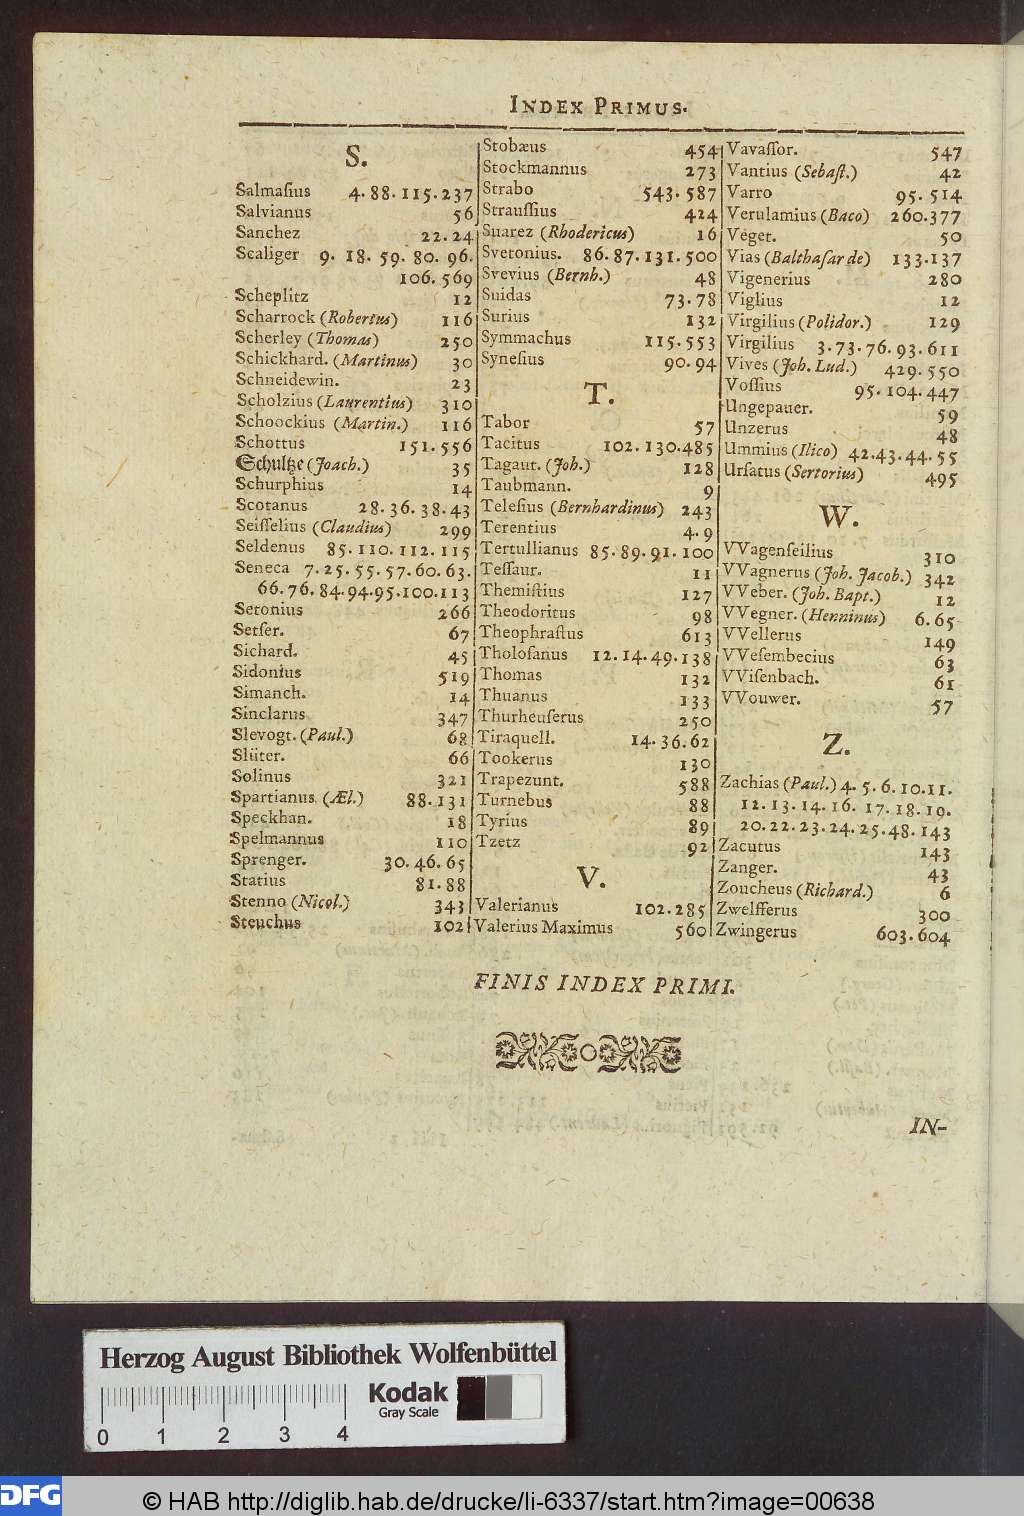 INDEX PRIMUS.
S.
Salmaſius 4. 88. 115. 237
Salvianus 56
Sanchez 22. 24
Scaliger 9. 18. 59. 80. 96.
106. 569
Scheplitz 12
Scharrock (Robertus) 116
Scherley (Thomas) 250
Schickhard. (Martinus) 30
Schneidewin. 23
Scholzius (Laurentius) 310
Schoockius (Martin.) 116
Schottus 151. 556
Schultze (Joach.) 35
Schurphius 14
Scotanus 28. 36. 38. 43
Seiſſelius (Claudius) 299
Seldenus 85. 110. 112. 115
Seneca 7. 25. 55. 57. 60. 63.
66. 76. 84. 94. 95. 100. 113
Setonius 266
Setſer. 67
Sichard. 45
Sidonius 519
Simanch. 14
Sinclarus 347
Slevogt. (Paul.) 68
Slüter. 66
Solinus 321
Spartianus (Æl.) 88. 131
Speckhan. 18
Spelmannus 110
Sprenger. 30. 46. 65
Statius 81. 88
Stenno (Nicol.) 343
Steuchus 102
Stobæus 454
Stockmannus 273
Strabo 543. 587
Strauſſius 424
Suarez (Rhodericus) 16
Svetonius. 86. 87. 131. 500
Svevius (Bernh.) 48
Suidas 73. 78
Surius 132
Symmachus 115. 553
Syneſius 90. 94
T.
Tabor 57
Tacitus 102. 130. 485
Tagaut. (Joh.) 128
Taubmann. 9
Teleſius (Bernhardinus) 243
Terentius 4. 9
Tertullianus 85. 89. 91. 100
Teſſaur. 11
Themiſtius 127
Theodoritus 98
Theophraſtus 613
Tholoſanus 12. 14. 49. 138
Thomas 132
Thuanus 133
Thurheuſerus 250
Tiraquell. 14. 36. 62
Tookerus 130
Trapezunt. 588
Turnebus 88
Tyrius 89
Tzetz 92
V.
Valerianus 102. 285
Valerius Maximus 560
Vavaſſor. 547
Vantius (Sebaſt.) 42
Varro 95. 514
Verulamius (Baco) 260. 377
Veget. 50
Vias (Balthaſar de) 133. 137
Vigenerius 280
Viglius 12
Virgilius (Polidor.) 129
Virgilius 3. 73. 76. 93. 611
Vives (Joh. Lud.) 429. 550
Voſſius 95. 104. 447
Ungepauer. 59
Unzerus 48
Ummius (Ilico) 42. 43. 44. 55
Urſatus (Sertorius) 495
W.
VVagenſeilius 310
VVagnerus (Joh. Jacob.) 342
VVeber. (Joh. Bapt.) 12
VVegner. (Henninus) 6. 65
VVellerus 149
VVeſembecius 63
VViſenbach. 61
VVouwer. 57
Z.
Zachias (Paul.) 4. 5. 6. 10. 11.
12. 13. 14. 16. 17. 18. 19.
20. 22. 23. 24. 25. 48. 143
Zacutus 143
Zanger. 43
Zoucheus (Richard.) 6
Zwelfferus 300
Zwingerus 603. 604
FINIS INDEX PRIMI.
IN-
Herzog August Bibliothek Wolfenbüttel
Kodak
Gray Scale
0 1 2 3 4
DFG
© HAB http://diglib.hab.de/drucke/li-6337/start.htm?image=00638